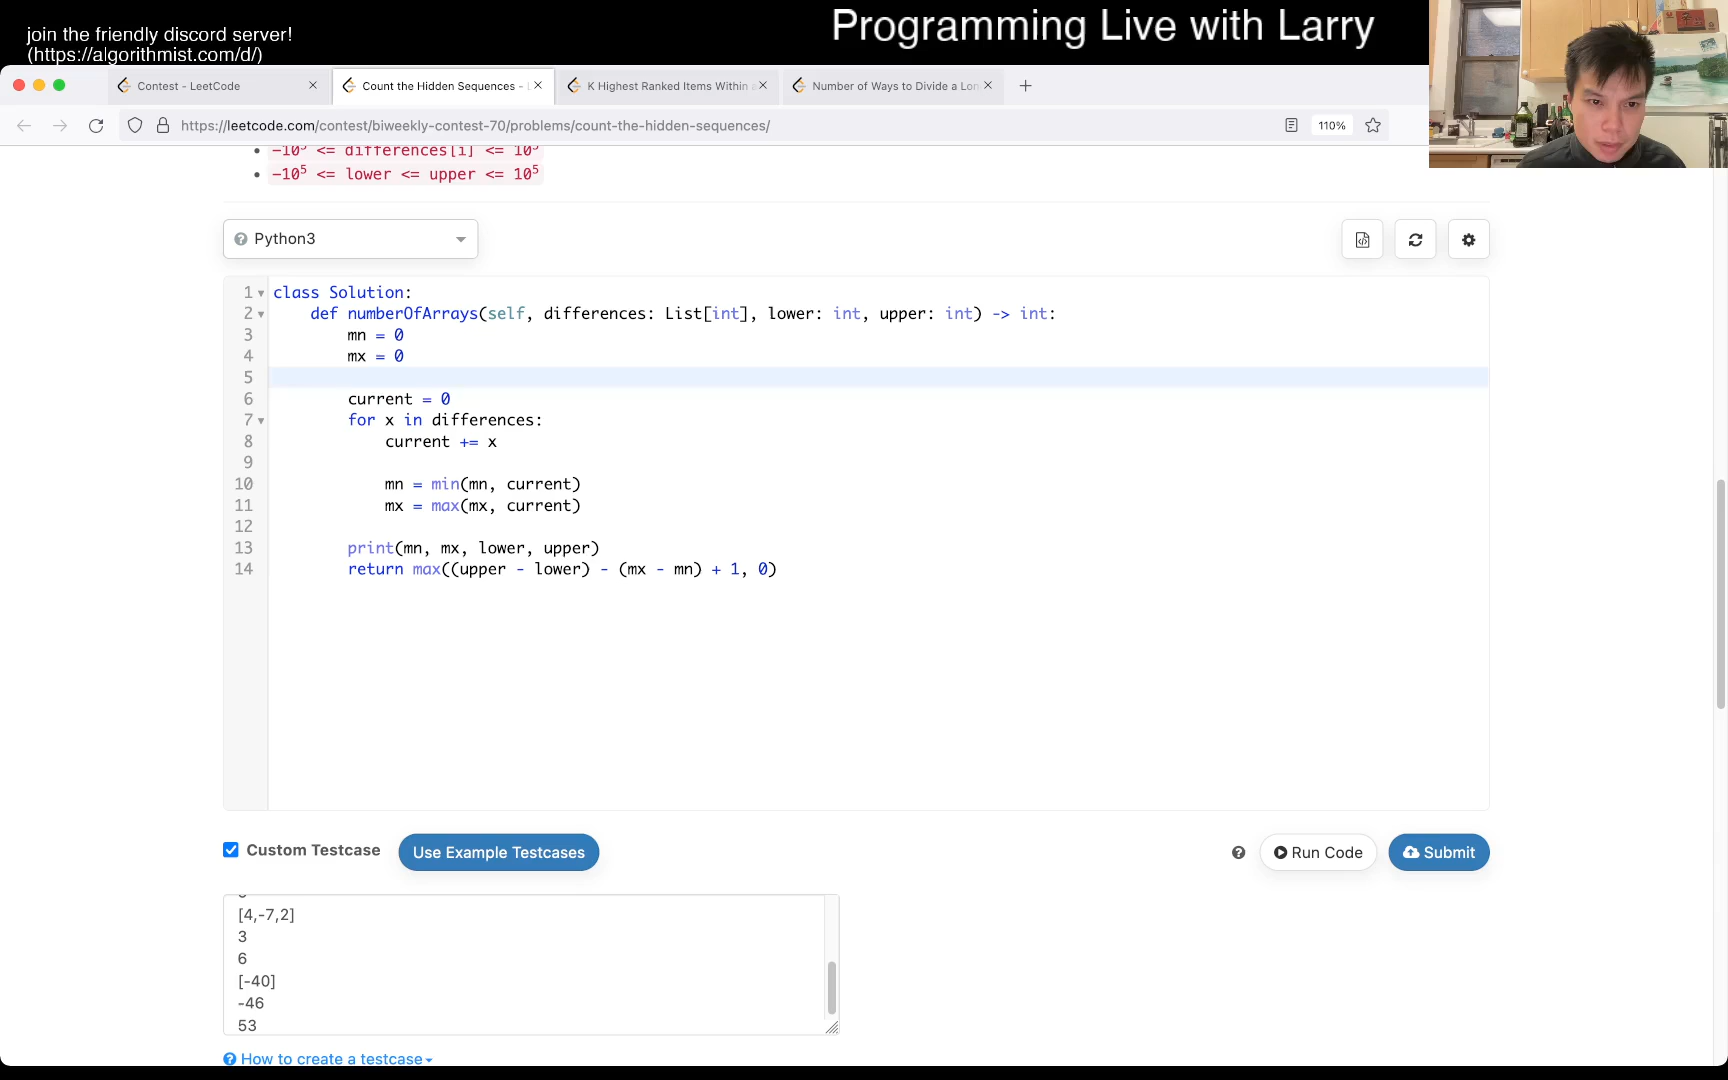 join the friendly discord server!
(https://algorithmist.com/d/)
Programming Live with Larry
Contest - LeetCode
Count the Hidden Sequences -
K Highest Ranked Items Within
Number of Ways to Divide a Lon
https://leetcode.com/contest/biweekly-contest-70/problems/count-the-hidden-sequences/
110%
−10⁵ <= differences[i] <= 10⁵
−10⁵ <= lower <= upper <= 10⁵
Python3
1 class Solution:
2     def numberOfArrays(self, differences: List[int], lower: int, upper: int) -> int:
3         mn = 0
4         mx = 0
5
6         current = 0
7         for x in differences:
8             current += x
9
10             mn = min(mn, current)
11             mx = max(mx, current)
12
13         print(mn, mx, lower, upper)
14         return max((upper - lower) - (mx - mn) + 1, 0)
Custom Testcase
Use Example Testcases
Run Code
Submit
[4,-7,2]
3
6
[-40]
-46
53
How to create a testcase